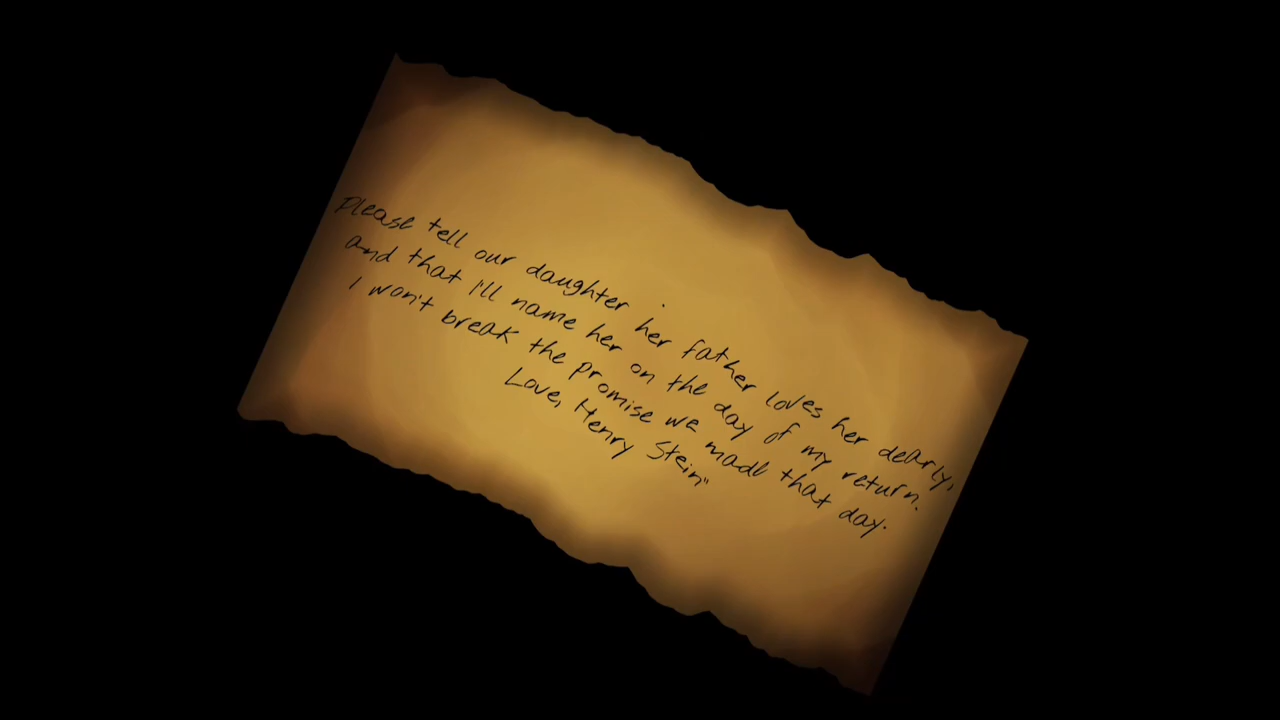 Please tell our daughter her father loves her dearly,
and that I'll name her on the day of my return.
I won't break the promise we made that day.
Love, Henry Stein"